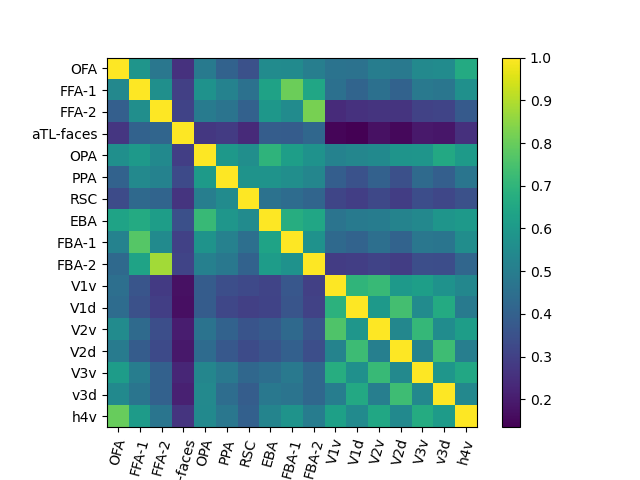 OFA
FFA-1
FFA-2
aTL-faces
OPA
PPA
RSC
EBA
FBA-1
FBA-2
V1v
V1d
V2v
V2d
V3v
v3d
h4v
OFA FFA-1 FFA-2 -faces OPA PPA RSC EBA FBA-1 FBA-2 V1v V1d V2v V2d V3v v3d h4v
1.0
0.9
0.8
0.7
0.6
0.5
0.4
0.3
0.2